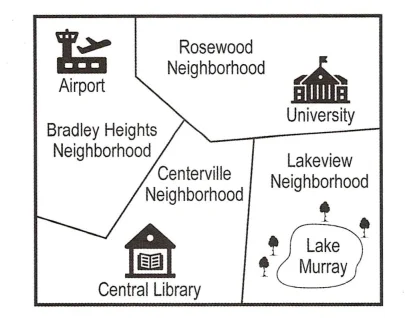 Airport
Rosewood
Neighborhood
University
Bradley Heights
Neighborhood
Centerville
Neighborhood
Lakeview
Neighborhood
Central Library
Lake
Murray